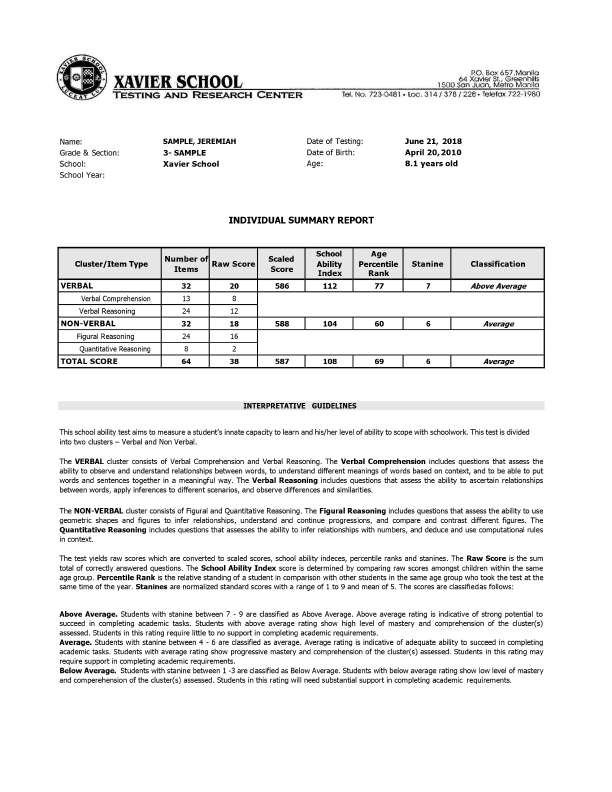 XAVIER SCHOOL
TESTING AND RESEARCH CENTER
P.O. Box 657, Manila
64 Xavier St., Greenhills
1500 San Juan, Metro Manila
Tel. No. 723-0481 • Loc. 314 / 378 / 228 • Telefax 722-1980
Name: SAMPLE, JEREMIAH Date of Testing: June 21, 2018
Grade & Section: 3- SAMPLE Date of Birth: April 20,2010
School: Xavier School Age: 8.1 years old
School Year:
INDIVIDUAL SUMMARY REPORT
Cluster/Item Type Number of Items Raw Score Scaled Score School Ability Index Age Percentile Rank Stanine Classification
VERBAL 32 20 586 112 77 7 Above Average
Verbal Comprehension 13 8
Verbal Reasoning 24 12
NON-VERBAL 32 18 588 104 60 6 Average
Figural Reasoning 24 16
Quantitative Reasoning 8 2
TOTAL SCORE 64 38 587 108 69 6 Average
INTERPRETATIVE GUIDELINES
This school ability test aims to measure a student's innate capacity to learn and his/her level of ability to scope with schoolwork. This test is divided
into two clusters – Verbal and Non Verbal.
The VERBAL cluster consists of Verbal Comprehension and Verbal Reasoning. The Verbal Comprehension includes questions that assess the
ability to observe and understand relationships between words, to understand different meanings of words based on context, and to be able to put
words and sentences together in a meaningful way. The Verbal Reasoning includes questions that assess the ability to ascertain relationships
between words, apply inferences to different scenarios, and observe differences and similarities.
The NON-VERBAL cluster consists of Figural and Quantitative Reasoning. The Figural Reasoning includes questions that assess the ability to use
geometric shapes and figures to infer relationships, understand and continue progressions, and compare and contrast different figures. The
Quantitative Reasoning includes questions that assesses the ability to infer relationships with numbers, and deduce and use computational rules
in context.
The test yields raw scores which are converted to scaled scores, school ability indeces, percentile ranks and stanines. The Raw Score is the sum
total of correctly answered questions. The School Ability Index score is determined by comparing raw scores amongst children within the same
age group. Percentile Rank is the relative standing of a student in comparison with other students in the same age group who took the test at the
same time of the year. Stanines are normalized standard scores with a range of 1 to 9 and mean of 5. The scores are classifiedas follows:
Above Average. Students with stanine between 7 - 9 are classified as Above Average. Above average rating is indicative of strong potential to
succeed in completing academic tasks. Students with above average rating show high level of mastery and comprehension of the cluster(s)
assessed. Students in this rating require little to no support in completing academic requirements.
Average. Students with stanine between 4 - 6 are classified as average. Average rating is indicative of adequate ability to succeed in completing
academic tasks. Students with average rating show progressive mastery and comprehension of the cluster(s) assessed. Students in this rating may
require support in completing academic requirements.
Below Average. Students with stanine between 1 -3 are classified as Below Average. Students with below average rating show low level of mastery
and comperehension of the cluster(s) assessed. Students in this rating will need substantial support in completing academic requirements.